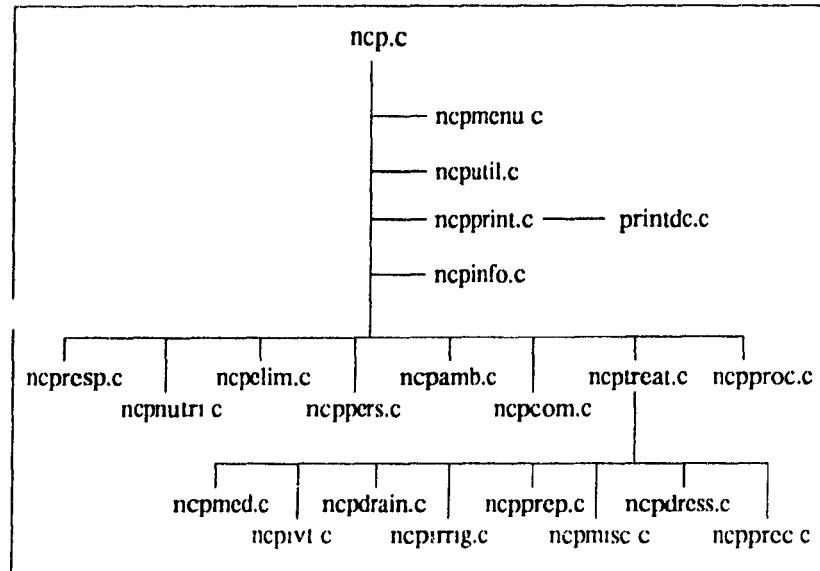 ncp.c
ncpmenu c
ncputil.c
ncpprint.c printdc.c
ncpinfo.c
ncpresp.c ncpelim.c ncpamb.c ncptreat.c ncpproc.c
ncpnutri c ncppers.c ncpcom.c
ncpmed.c ncpdrain.c ncpprep.c ncpdress.c
ncpivt c ncpirrig.c ncpmisc c ncpprec c